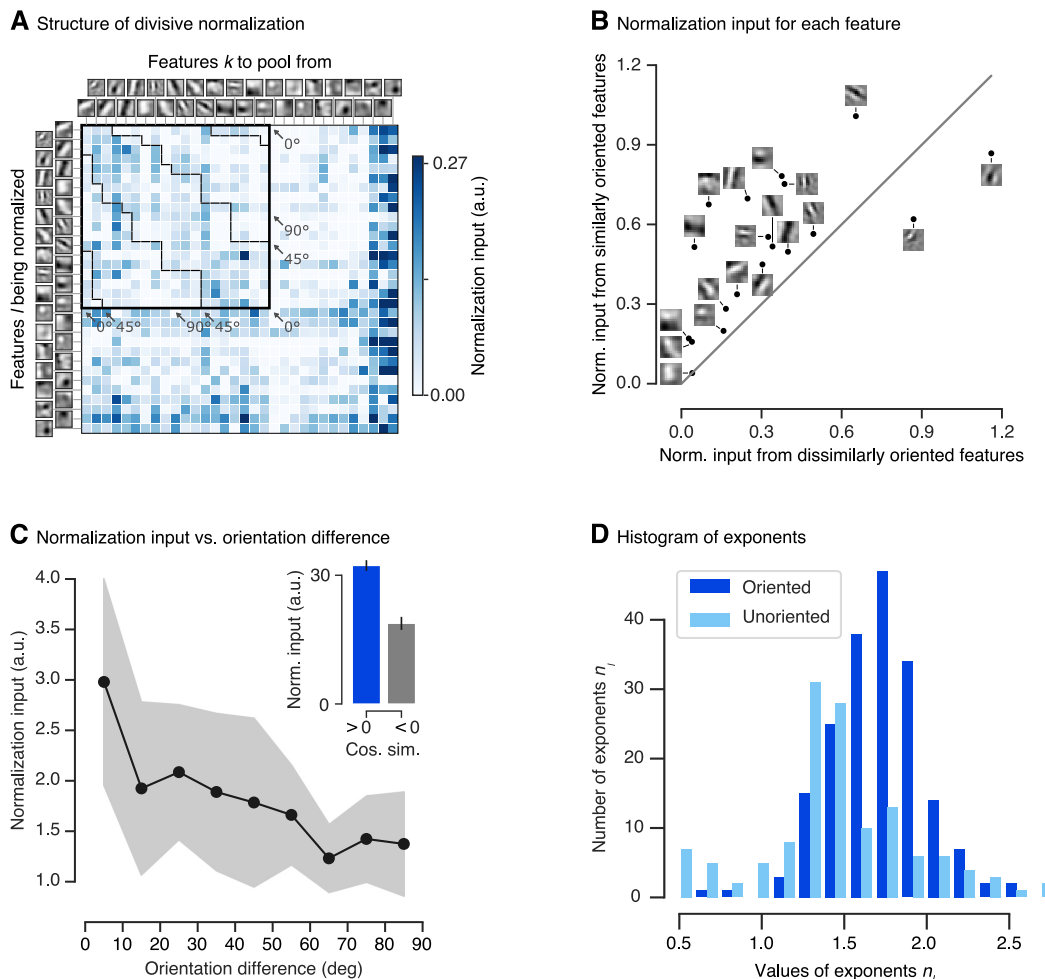 A Structure of divisive normalization
Features k to pool from
Features l being normalized
0°
90°
45°
0°
45°
90°
45°
0°
0.27
0.00
Normalization input (a.u.)
B Normalization input for each feature
Norm. input from similarly oriented features
1.2
0.9
0.6
0.3
0.0
0.0 0.3 0.6 0.9 1.2
Norm. input from dissimilarly oriented features
C Normalization input vs. orientation difference
Normalization input (a.u.)
4.0
3.5
3.0
2.5
2.0
1.5
1.0
0 10 20 30 40 50 60 70 80 90
Orientation difference (deg)
Norm. input (a.u.)
30
0
> 0 < 0
Cos. sim.
D Histogram of exponents
Oriented
Unoriented
Number of exponents n_l
40
30
20
10
0
0.5 1.0 1.5 2.0 2.5
Values of exponents n_l